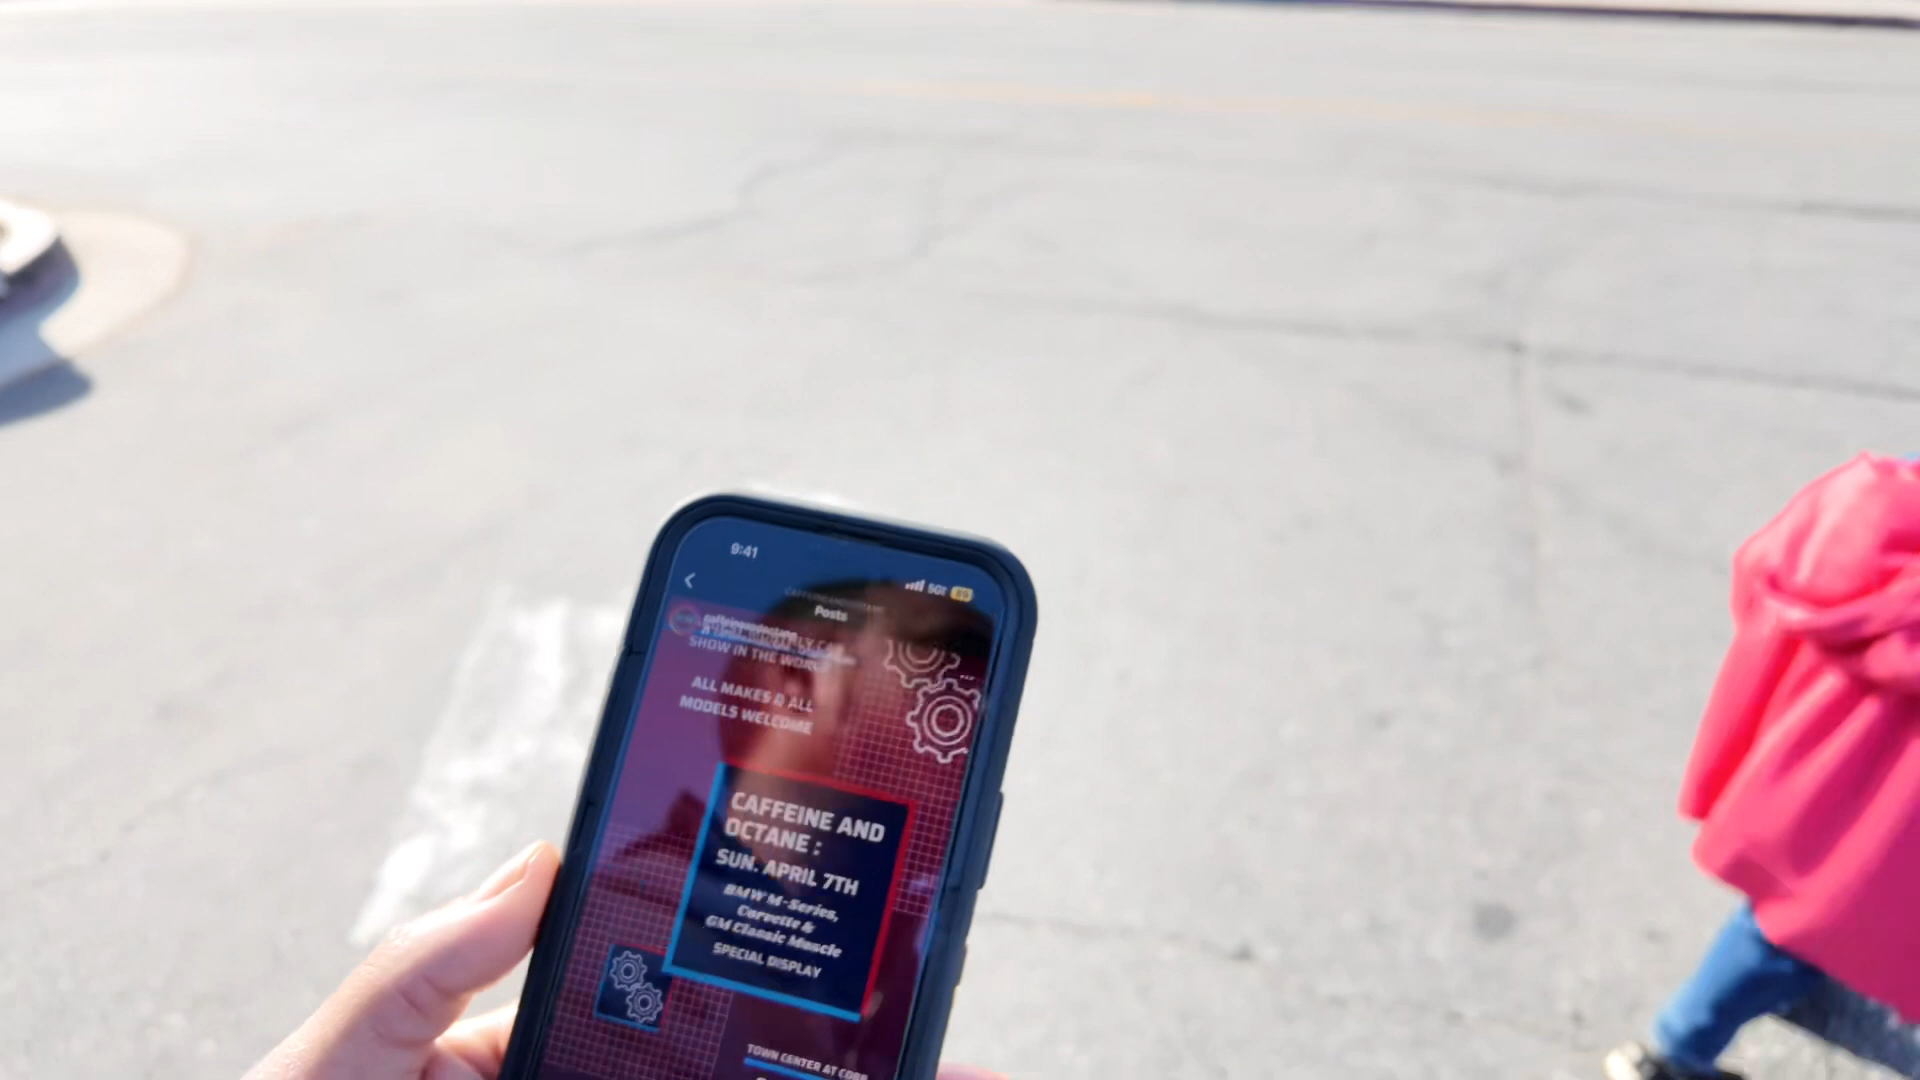 9:41
5G
Posts
SHOW IN THE WORLD
ALL MAKES & ALL
MODELS WELCOME
CAFFEINE AND
OCTANE :
SUN. APRIL 7TH
BMW M-Series,
Corvette &
GM Classic Muscle
SPECIAL DISPLAY
TOWN CENTER AT COBB